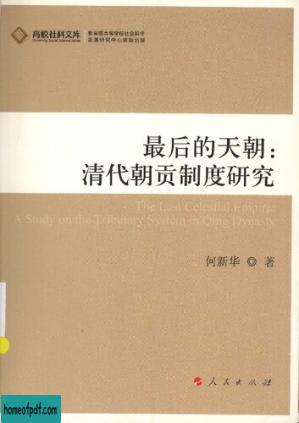 高校社科文库
University Social Science Series
教育部高等学校社会科学
发展研究中心资助出版
最后的天朝：
清代朝贡制度研究
The Last Celestial Empire:
A Study on the Tributary System in Qing Dynasty
何新华 ◎ 著
人民出版社
homeofpdf.com